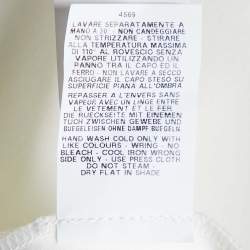 4569
LAVARE SEPARATAMENTE A
MANO A 30° - NON CANDEGGIARE
- NON STRIZZARE - STIRARE
ALLA TEMPERATURA MASSIMA
DI 110° AL ROVESCIO SENZA
VAPORE UTILIZZANDO UN
PANNO TRA IL CAPO ED IL
FERRO - NON LAVARE A SECCO
ASCIUGARE IL CAPO STESO SU
SUPERFICIE PIANA ALL'OMBRA
REPASSER A L'ENVERS SANS
VAPEUR AVEC UN LINGE ENTRE
LE VETEMENT ET LE FER
DIE RUECKSEITE MIT EINEM
TUCH ZWISCHEN GEWEBE UND
BUEGELEISEN OHNE DAMPF BUEGELN
HAND WASH COLD ONLY WITH
LIKE COLOURS - WRING - NO
BLEACH - COOL IRON WRONG
SIDE ONLY - USE PRESS CLOTH
DO NOT STEAM -
DRY FLAT IN SHADE